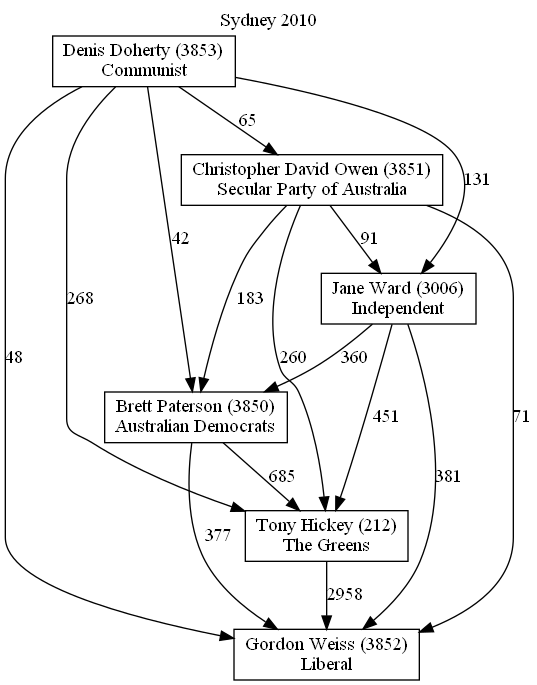 Sydney 2010
Denis Doherty (3853)
Communist
65
Christopher David Owen (3851)
Secular Party of Australia
131
42
91
Jane Ward (3006)
Independent
268
183
48
260
360
Brett Paterson (3850)
Australian Democrats
451
71
381
685
377
Tony Hickey (212)
The Greens
2958
Gordon Weiss (3852)
Liberal